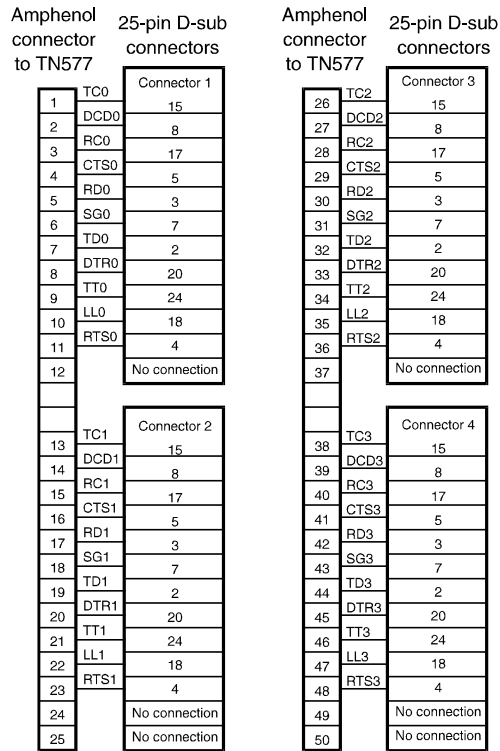 Amphenol connector to TN577
25-pin D-sub connectors
Connector 1
1 TC0 15
2 DCD0 8
3 RC0 17
4 CTS0 5
5 RD0 3
6 SG0 7
7 TD0 2
8 DTR0 20
9 TT0 24
10 LL0 18
11 RTS0 4
12 No connection
Connector 2
13 TC1 15
14 DCD1 8
15 RC1 17
16 CTS1 5
17 RD1 3
18 SG1 7
19 TD1 2
20 DTR1 20
21 TT1 24
22 LL1 18
23 RTS1 4
24 No connection
25 No connection
Amphenol connector to TN577
25-pin D-sub connectors
Connector 3
26 TC2 15
27 DCD2 8
28 RC2 17
29 CTS2 5
30 RD2 3
31 SG2 7
32 TD2 2
33 DTR2 20
34 TT2 24
35 LL2 18
36 RTS2 4
37 No connection
Connector 4
38 TC3 15
39 DCD3 8
40 RC3 17
41 CTS3 5
42 RD3 3
43 SG3 7
44 TD3 2
45 DTR3 20
46 TT3 24
47 LL3 18
48 RTS3 4
49 No connection
50 No connection